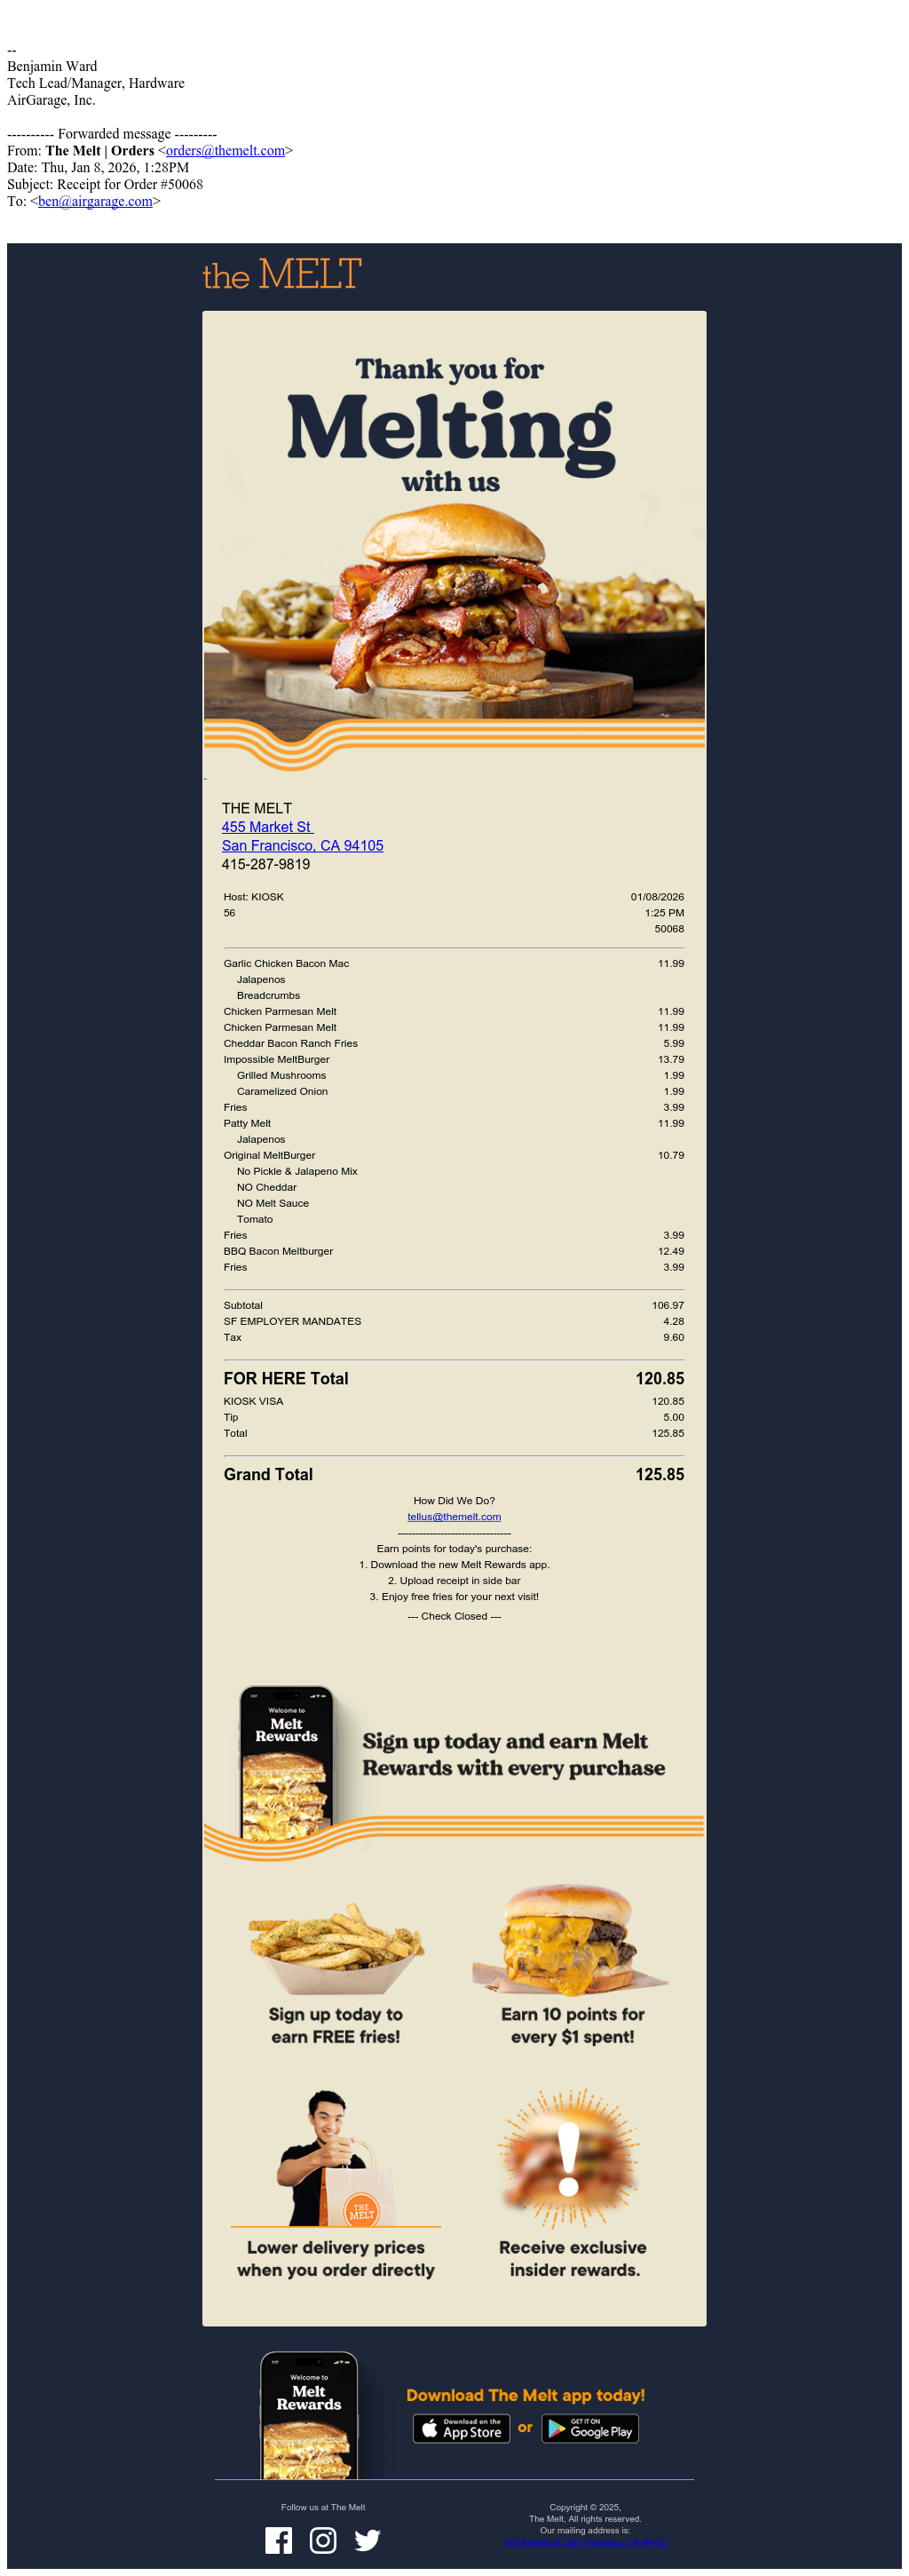 --
Benjamin Ward
Tech Lead/Manager, Hardware
AirGarage, Inc.
---------- Forwarded message ---------
From: The Melt | Orders <orders@themelt.com>
Date: Thu, Jan 8, 2026, 1:28PM
Subject: Receipt for Order #50068
To: <ben@airgarage.com>
the MELT
Thank you for
Melting
with us
THE MELT
455 Market St
San Francisco, CA 94105
415-287-9819
Host: KIOSK 01/08/2026
56 1:25 PM
50068
Garlic Chicken Bacon Mac 11.99
Jalapenos
Breadcrumbs
Chicken Parmesan Melt 11.99
Chicken Parmesan Melt 11.99
Cheddar Bacon Ranch Fries 5.99
Impossible MeltBurger 13.79
Grilled Mushrooms 1.99
Caramelized Onion 1.99
Fries 3.99
Patty Melt 11.99
Jalapenos
Original MeltBurger 10.79
No Pickle & Jalapeno Mix
NO Cheddar
NO Melt Sauce
Tomato
Fries 3.99
BBQ Bacon Meltburger 12.49
Fries 3.99
Subtotal 106.97
SF EMPLOYER MANDATES 4.28
Tax 9.60
FOR HERE Total 120.85
KIOSK VISA 120.85
Tip 5.00
Total 125.85
Grand Total 125.85
How Did We Do?
tellus@themelt.com
--------------------------------
Earn points for today's purchase:
1. Download the new Melt Rewards app.
2. Upload receipt in side bar
3. Enjoy free fries for your next visit!
--- Check Closed ---
Welcome to
Melt
Rewards
Sign up today and earn Melt
Rewards with every purchase
Sign up today to
earn FREE fries!
Earn 10 points for
every $1 spent!
THE
MELT
Lower delivery prices
when you order directly
!
Receive exclusive
insider rewards.
Welcome to
Melt
Rewards
Download The Melt app today!
Download on the
App Store
or
GET IT ON
Google Play
Follow us at The Melt
Copyright © 2025,
The Melt, All rights reserved.
Our mailing address is: